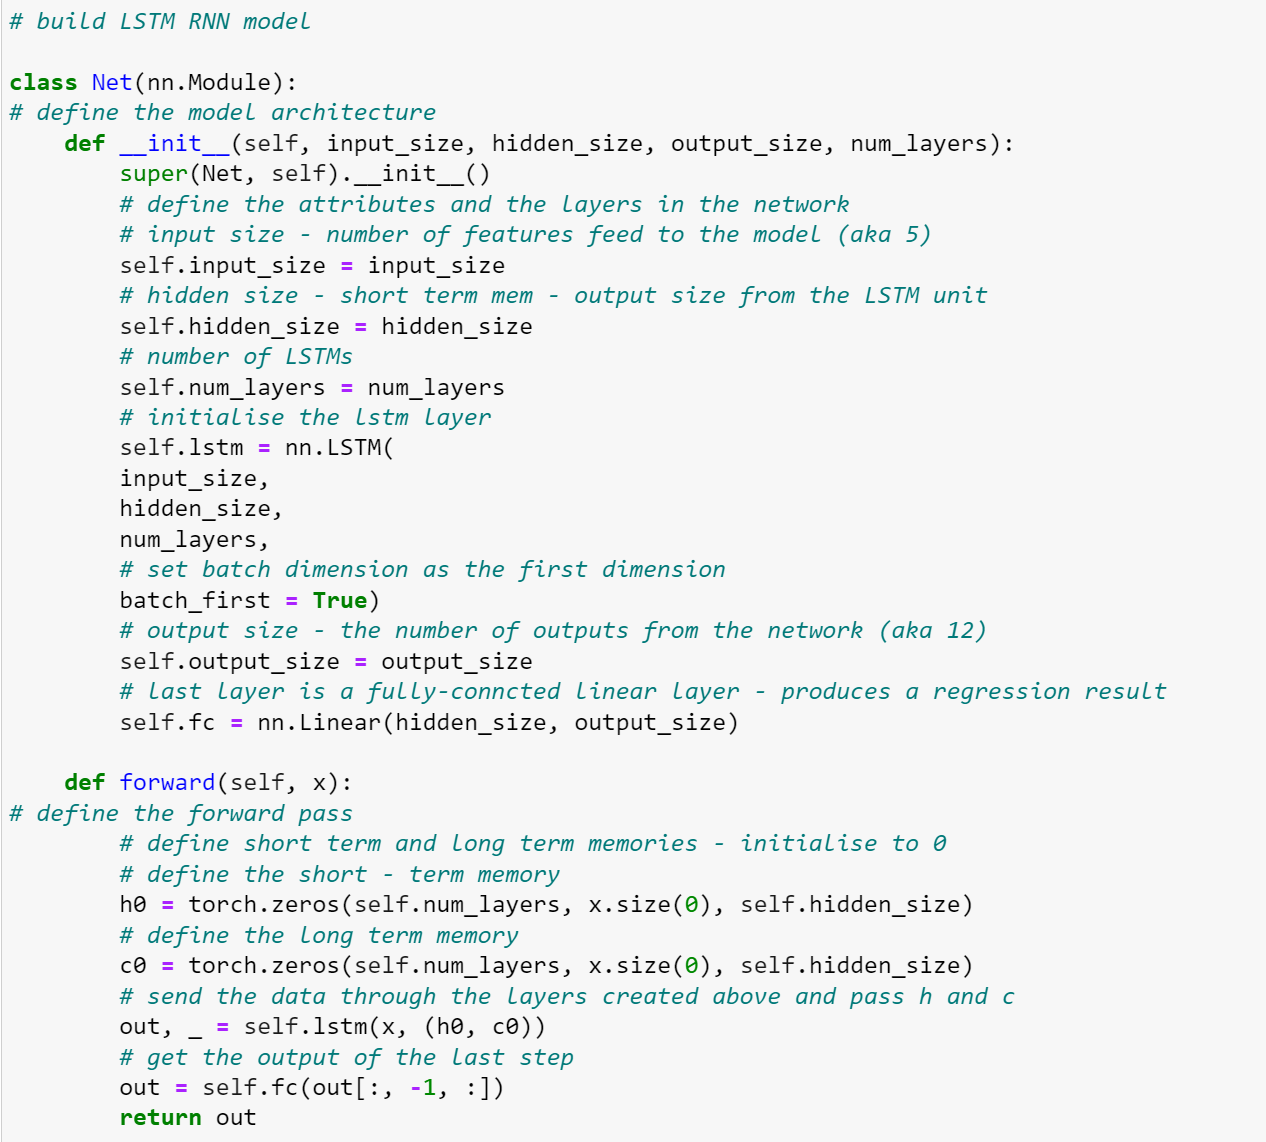 # build LSTM RNN model
class Net(nn.Module):
# define the model architecture
    def __init__(self, input_size, hidden_size, output_size, num_layers):
        super(Net, self).__init__()
        # define the attributes and the layers in the network
        # input size - number of features feed to the model (aka 5)
        self.input_size = input_size
        # hidden size - short term mem - output size from the LSTM unit
        self.hidden_size = hidden_size
        # number of LSTMs
        self.num_layers = num_layers
        # initialise the lstm layer
        self.lstm = nn.LSTM(
        input_size,
        hidden_size,
        num_layers,
        # set batch dimension as the first dimension
        batch_first = True)
        # output size - the number of outputs from the network (aka 12)
        self.output_size = output_size
        # last layer is a fully-conncted linear layer - produces a regression result
        self.fc = nn.Linear(hidden_size, output_size)
    def forward(self, x):
# define the forward pass
        # define short term and long term memories - initialise to 0
        # define the short - term memory
        h0 = torch.zeros(self.num_layers, x.size(0), self.hidden_size)
        # define the long term memory
        c0 = torch.zeros(self.num_layers, x.size(0), self.hidden_size)
        # send the data through the layers created above and pass h and c
        out, _ = self.lstm(x, (h0, c0))
        # get the output of the last step
        out = self.fc(out[:, -1, :])
        return out